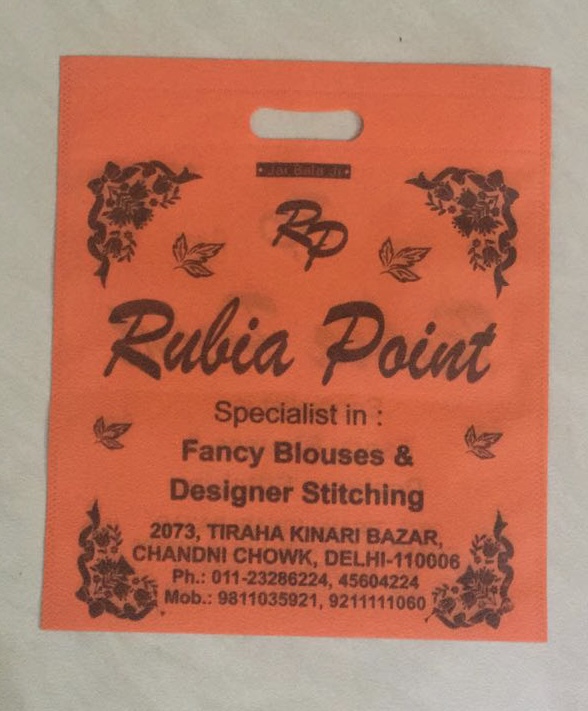 •Jai Bala Ji•
RP
Rubia Point
Specialist in :
Fancy Blouses &
Designer Stitching
2073, TIRAHA KINARI BAZAR,
CHANDNI CHOWK, DELHI-110006
Ph.: 011-23286224, 45604224
Mob.: 9811035921, 9211111060